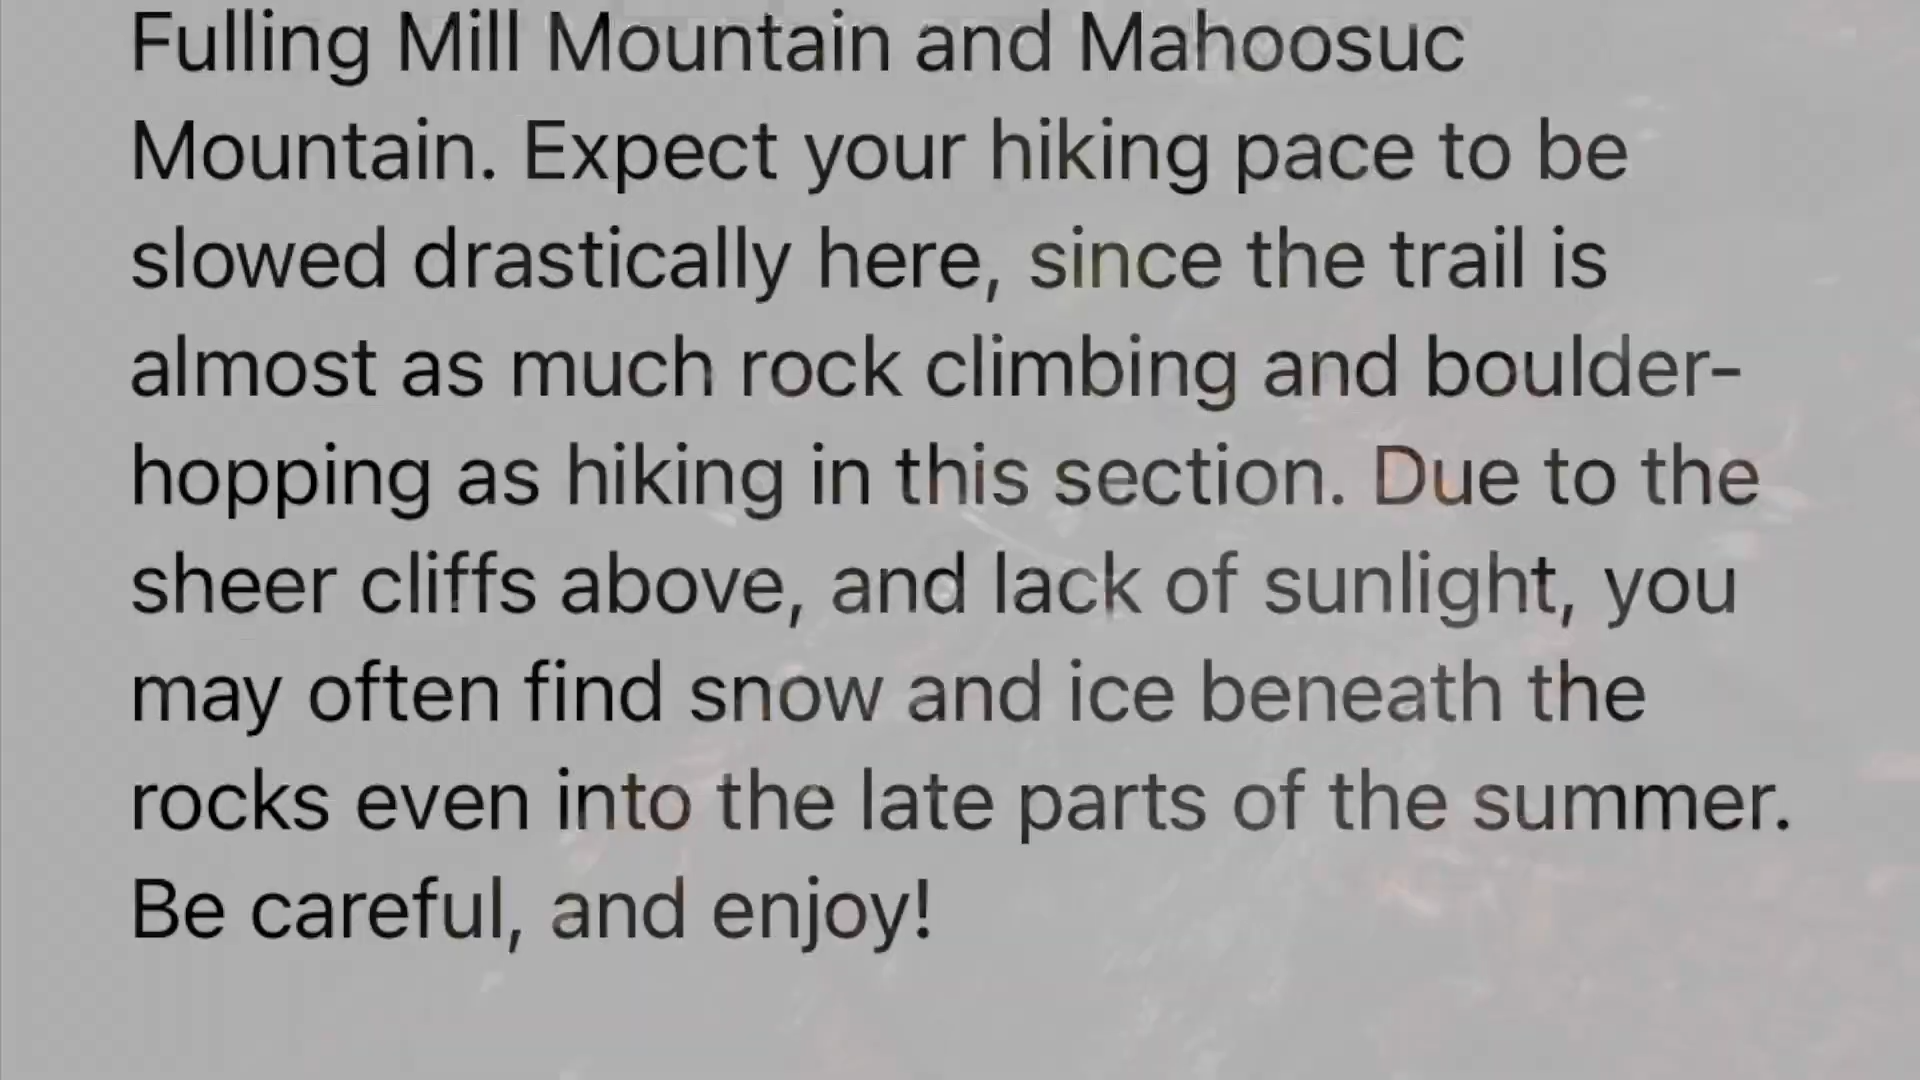 Fulling Mill Mountain and Mahoosuc
Mountain. Expect your hiking pace to be
slowed drastically here, since the trail is
almost as much rock climbing and boulder-
hopping as hiking in this section. Due to the
sheer cliffs above, and lack of sunlight, you
may often find snow and ice beneath the
rocks even into the late parts of the summer.
Be careful, and enjoy!